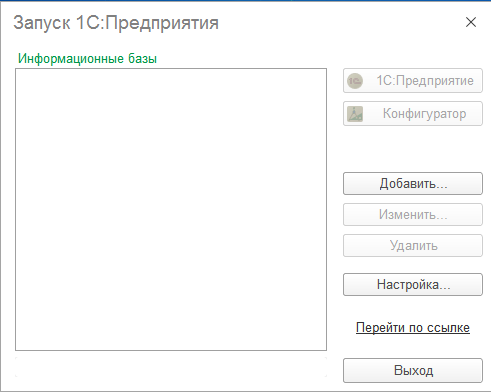 Запуск 1С:Предприятия
Информационные базы
1С:Предприятие
Конфигуратор
Добавить...
Изменить...
Удалить
Настройка...
Перейти по ссылке
Выход